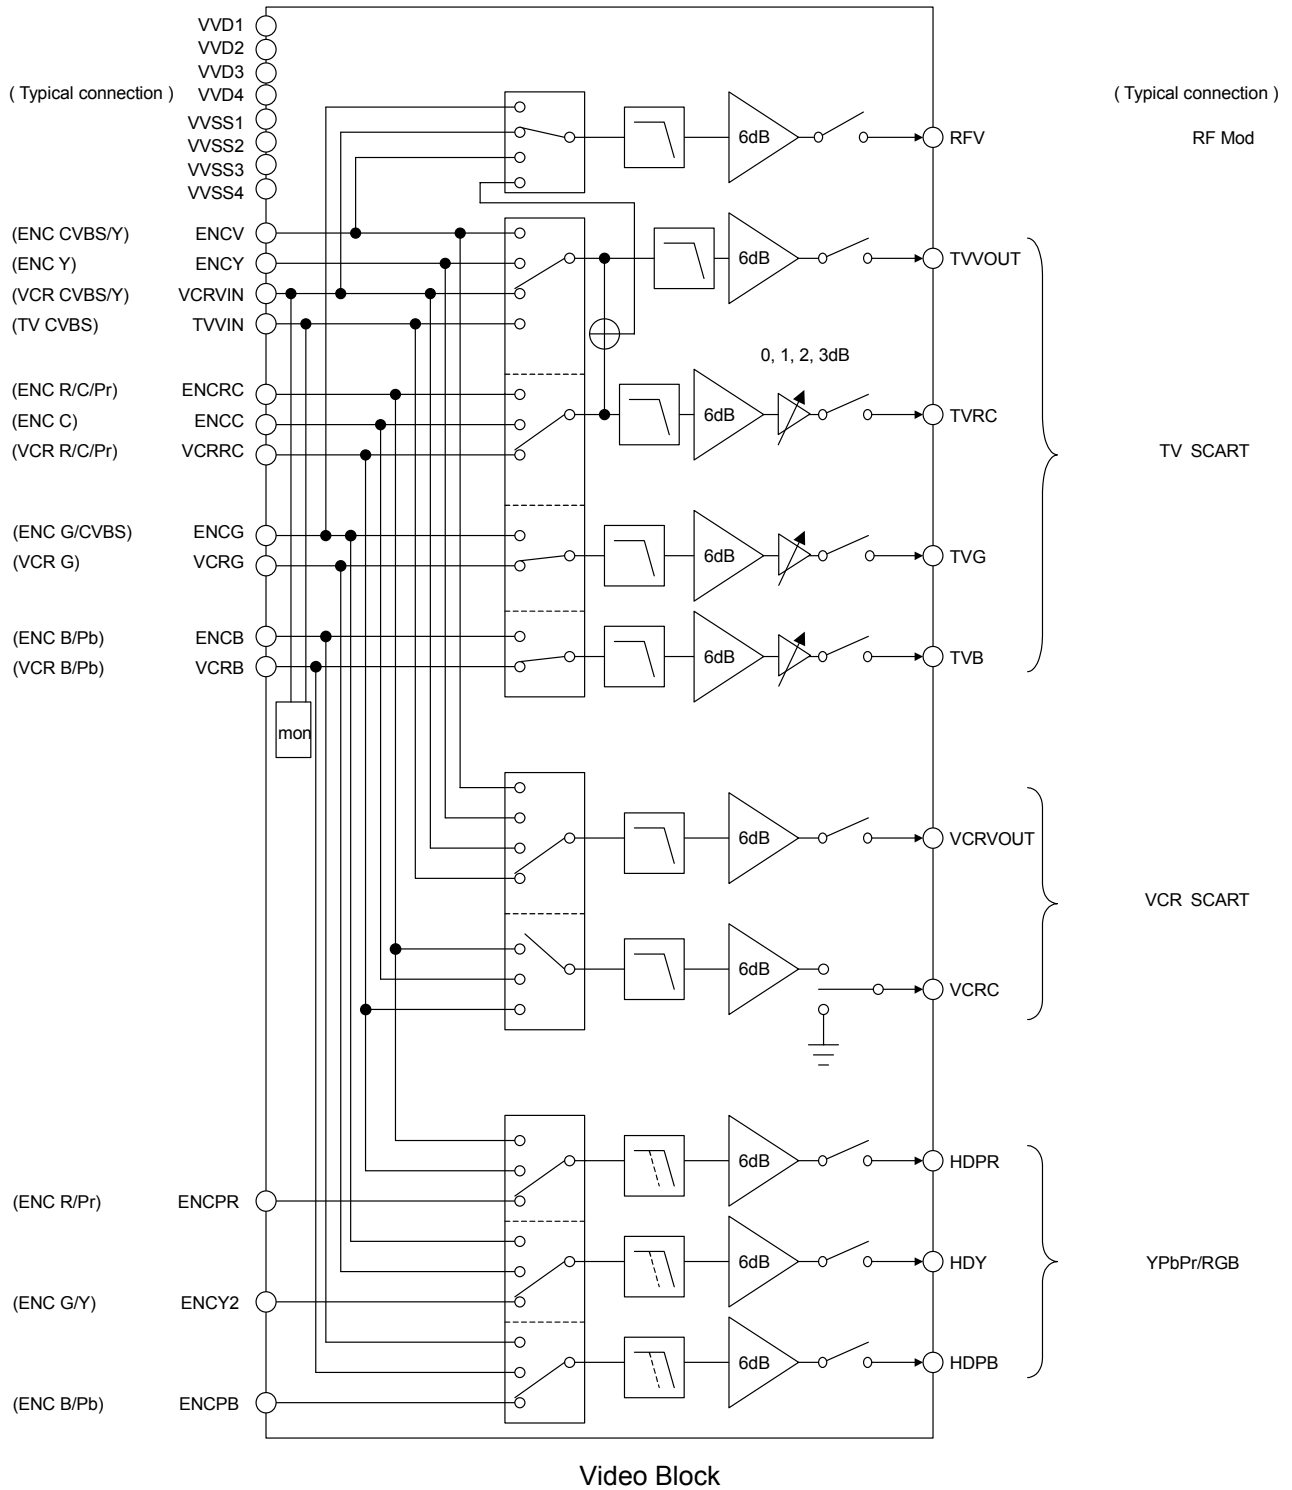 VVD1
VVD2
VVD3
( Typical connection ) VVD4 ( Typical connection )
VVSS1
6dB RFV RF Mod
VVSS2
VVSS3
VVSS4
(ENC CVBS/Y) ENCV
6dB TVVOUT
(ENC Y) ENCY
(VCR CVBS/Y) VCRVIN
(TV CVBS) TVVIN
0, 1, 2, 3dB
(ENC R/C/Pr) ENCRC
6dB TVRC
(ENC C) ENCC
(VCR R/C/Pr) VCRRC TV SCART
(ENC G/CVBS) ENCG
6dB TVG
(VCR G) VCRG
(ENC B/Pb) ENCB
6dB TVB
(VCR B/Pb) VCRB
mon
6dB VCRVOUT
VCR SCART
6dB
VCRC
6dB HDPR
(ENC R/Pr) ENCPR
6dB HDY YPbPr/RGB
(ENC G/Y) ENCY2
6dB HDPB
(ENC B/Pb) ENCPB
Video Block